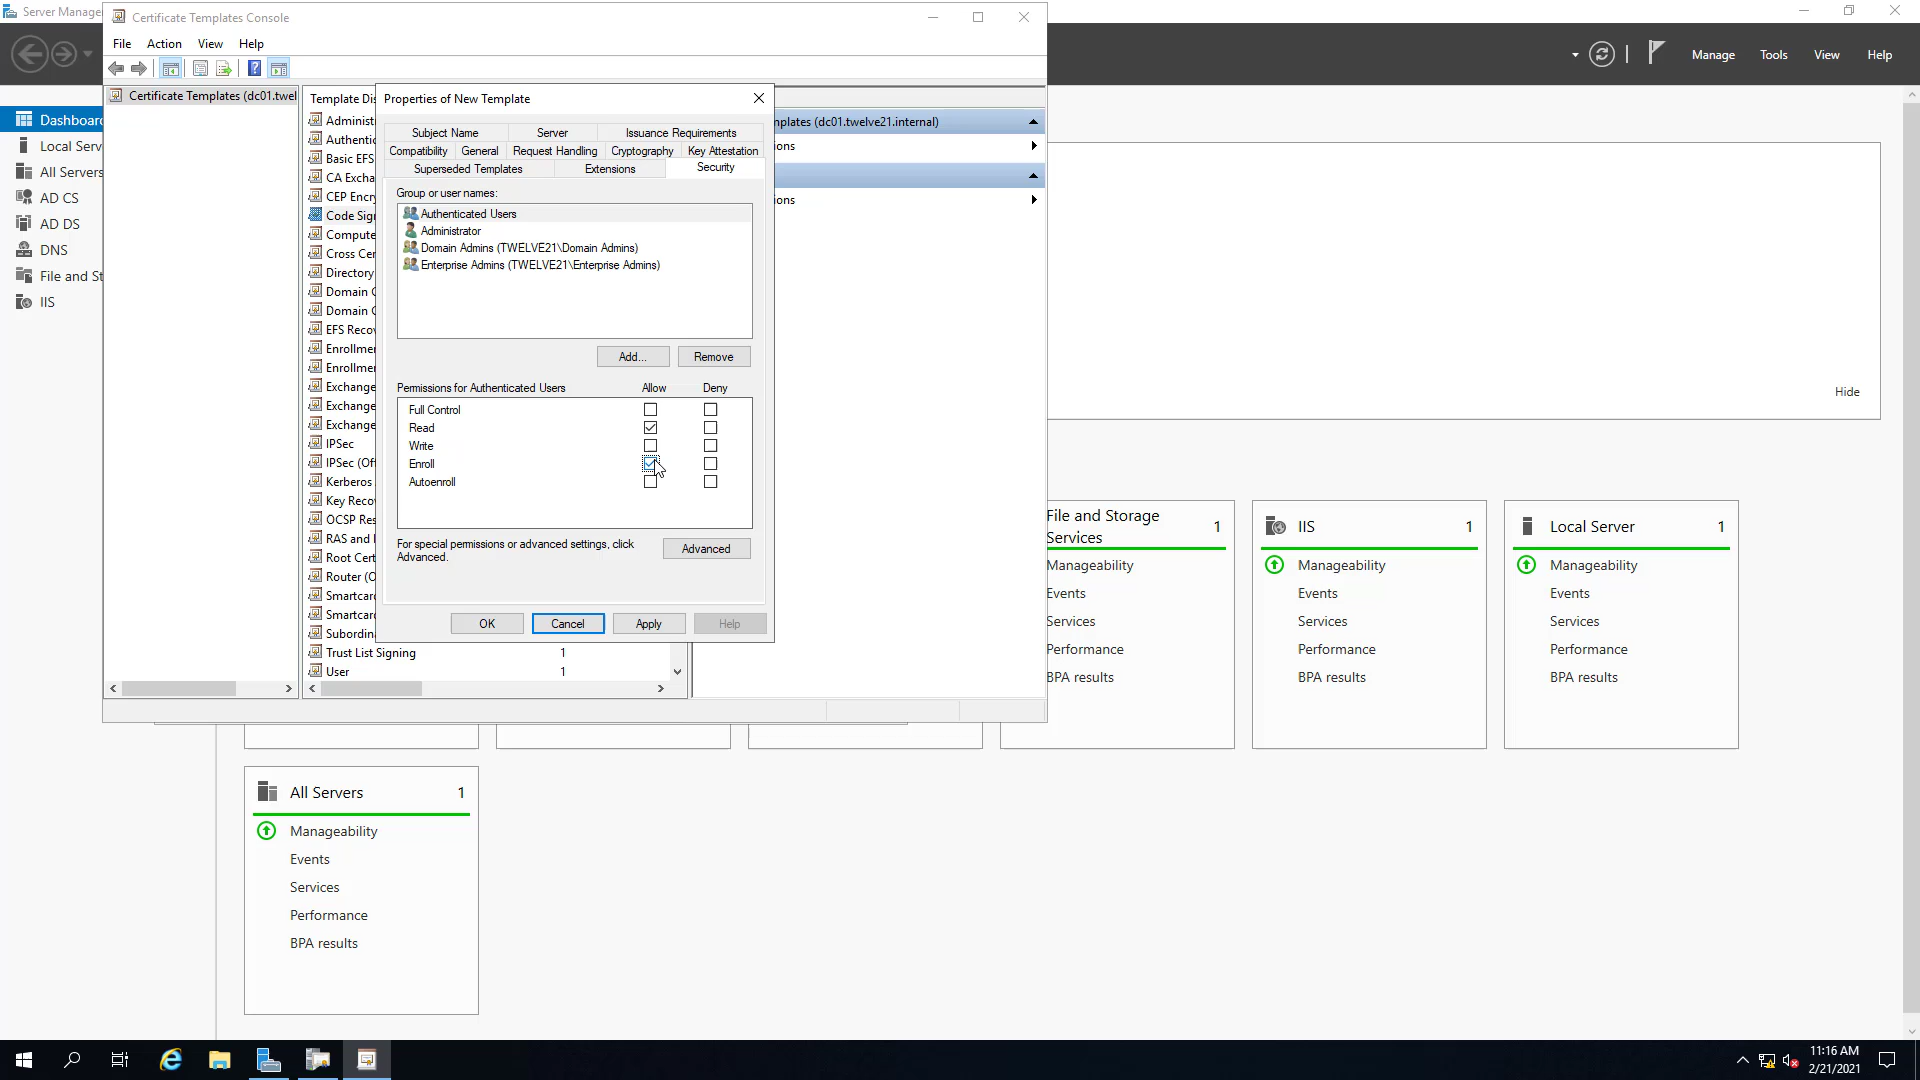 Server Manage
Certificate Templates Console
File Action View Help
Manage Tools View Help
Certificate Templates (dc01.twel
Template Dis
Properties of New Template
mplates (dc01.twelve21.internal)
ions
ions
Dashboard
Local Serv
All Servers
AD CS
AD DS
DNS
File and St
IIS
Administ
Authentic
Basic EFS
CA Excha
CEP Encry
Code Sig
Compute
Cross Cer
Directory
Domain C
Domain C
EFS Reco
Enrollme
Enrollme
Exchange
Exchange
Exchange
IPSec
IPSec (Off
Kerberos
Key Reco
OCSP Res
RAS and I
Root Cert
Router (O
Smartcar
Smartcar
Subordin
Trust List Signing 1
User 1
Subject Name Server Issuance Requirements
Compatibility General Request Handling Cryptography Key Attestation
Superseded Templates Extensions Security
Group or user names:
Authenticated Users
Administrator
Domain Admins (TWELVE21\Domain Admins)
Enterprise Admins (TWELVE21\Enterprise Admins)
Add... Remove
Permissions for Authenticated Users Allow Deny
Full Control
Read
Write
Enroll
Autoenroll
For special permissions or advanced settings, click
Advanced.
Advanced
OK Cancel Apply Help
Hide
File and Storage
Services 1
Manageability
Events
Services
Performance
BPA results
IIS 1
Manageability
Events
Services
Performance
BPA results
Local Server 1
Manageability
Events
Services
Performance
BPA results
All Servers 1
Manageability
Events
Services
Performance
BPA results
11:16 AM
2/21/2021